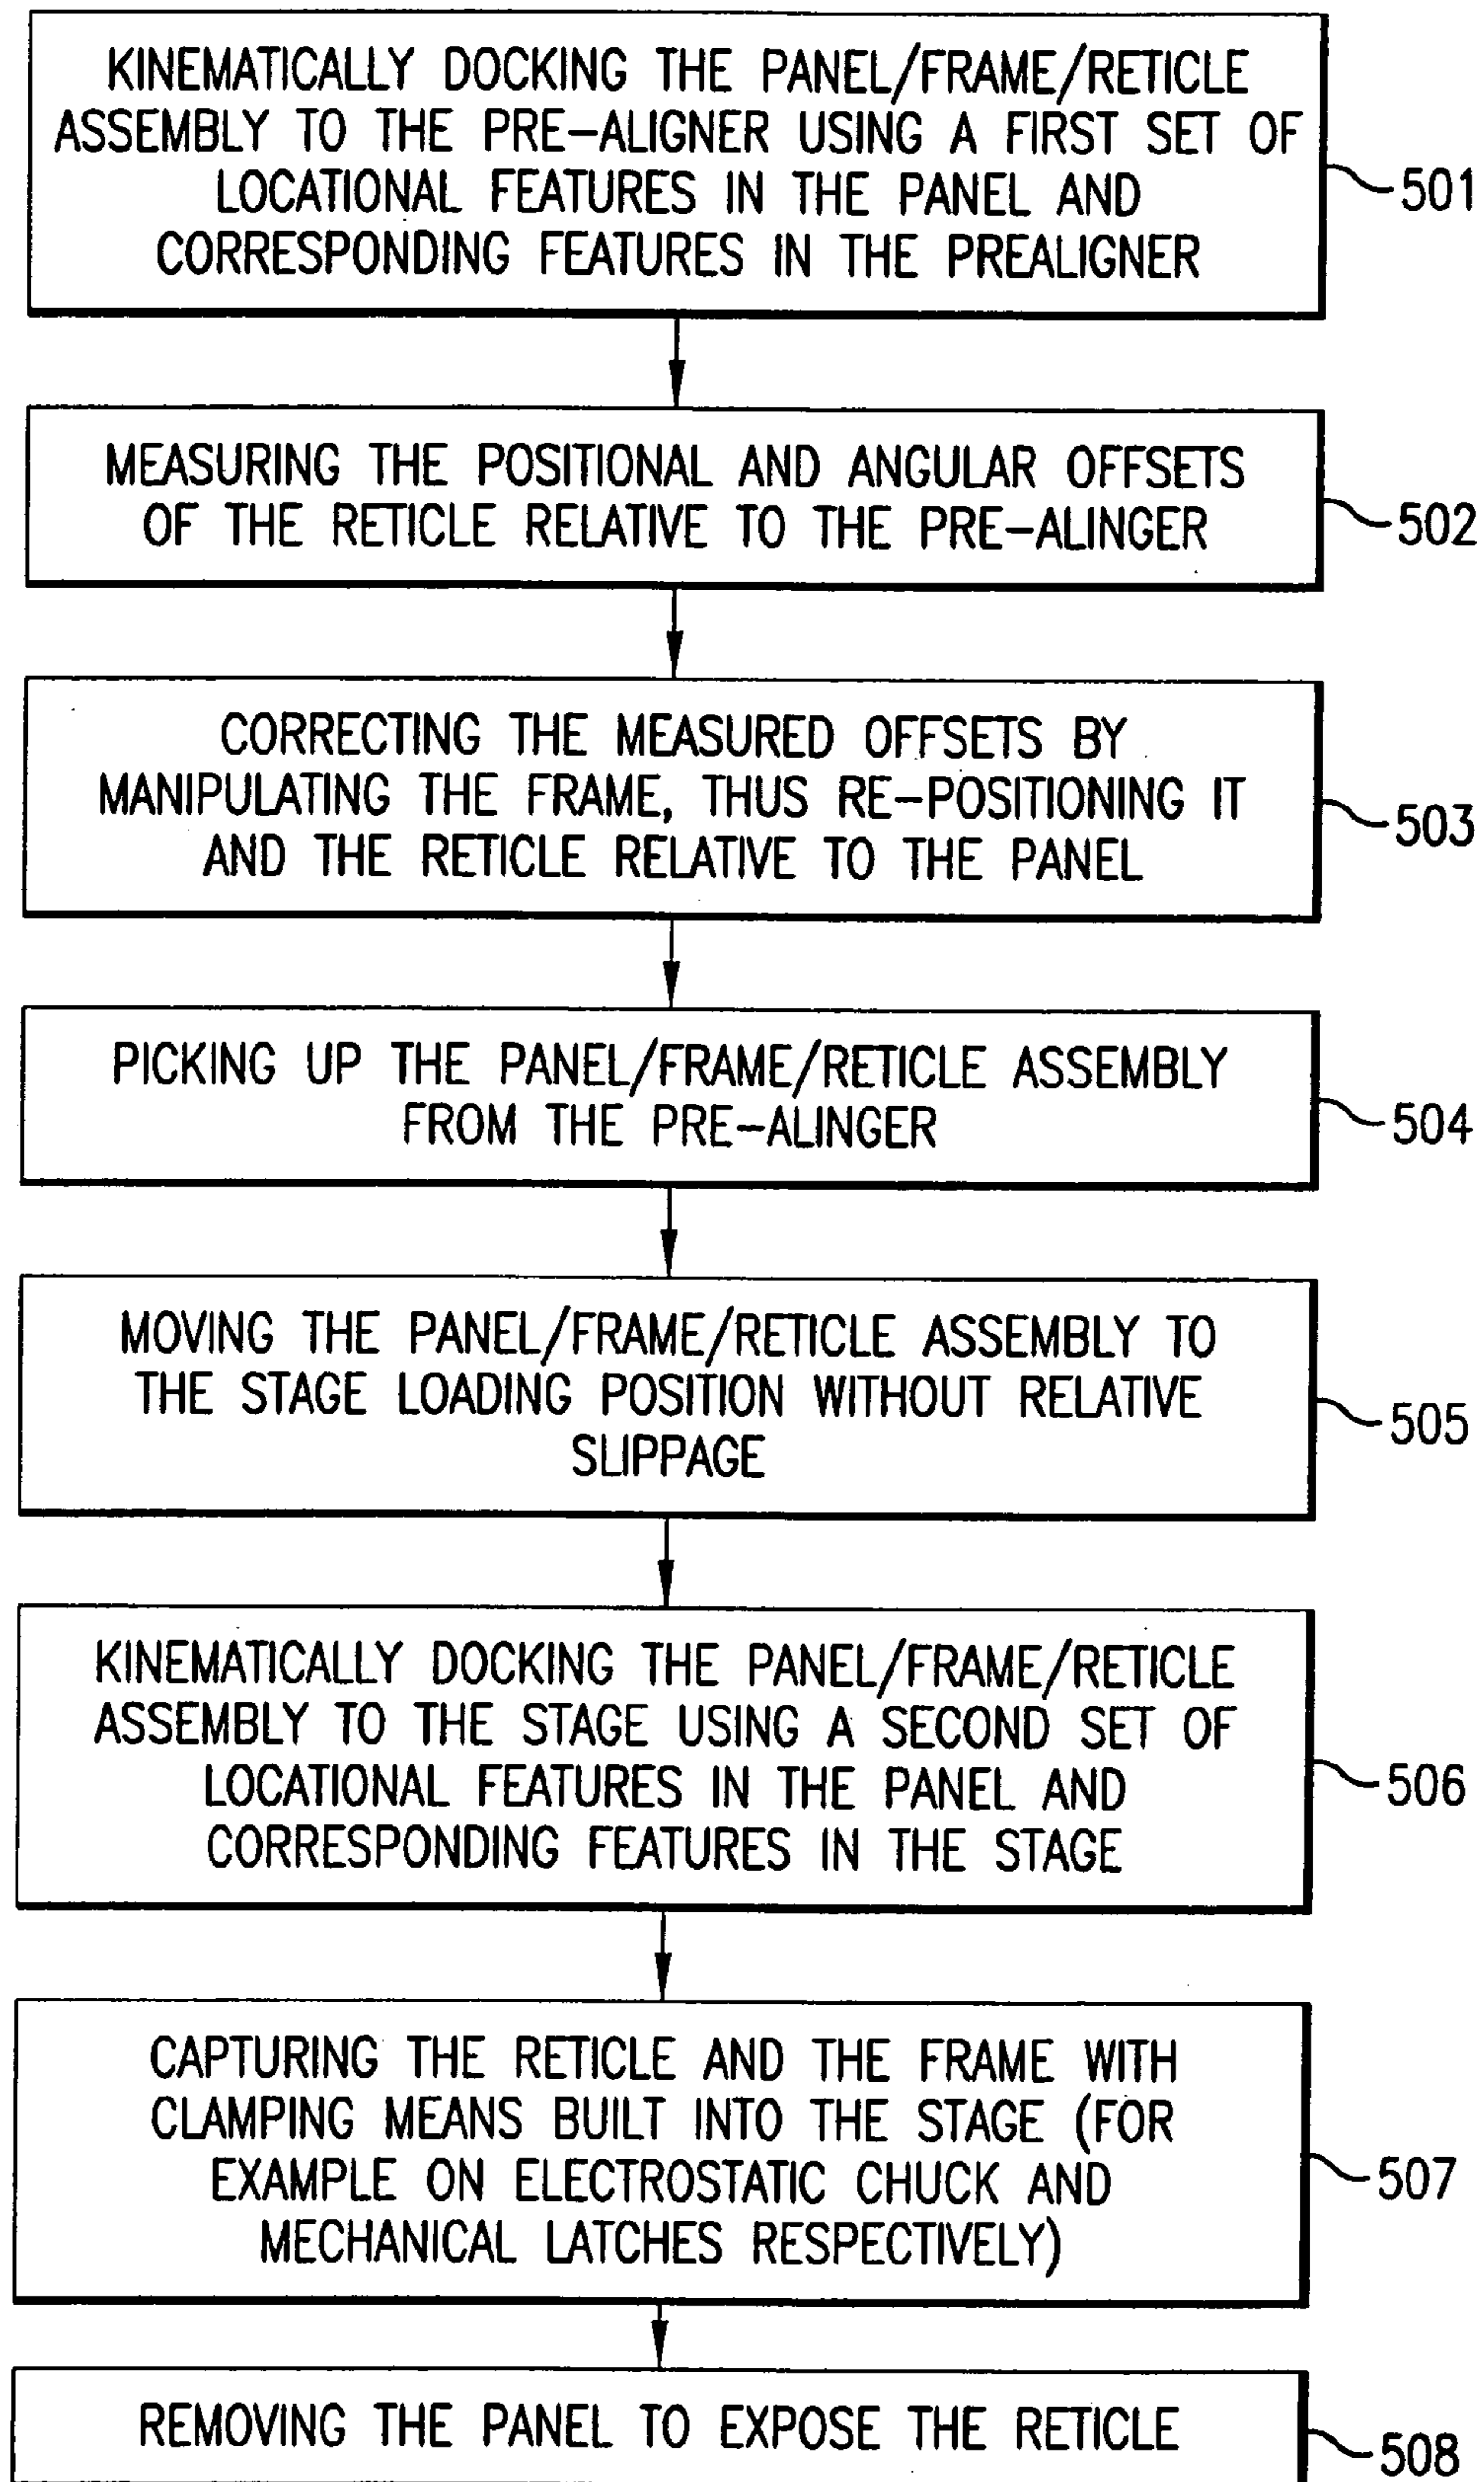 KINEMATICALLY DOCKING THE PANEL/FRAME/RETICLE
ASSEMBLY TO THE PRE-ALIGNER USING A FIRST SET OF
LOCATIONAL FEATURES IN THE PANEL AND
CORRESPONDING FEATURES IN THE PREALIGNER
501
MEASURING THE POSITIONAL AND ANGULAR OFFSETS
OF THE RETICLE RELATIVE TO THE PRE-ALINGER
502
CORRECTING THE MEASURED OFFSETS BY
MANIPULATING THE FRAME, THUS RE-POSITIONING IT
AND THE RETICLE RELATIVE TO THE PANEL
503
PICKING UP THE PANEL/FRAME/RETICLE ASSEMBLY
FROM THE PRE-ALINGER
504
MOVING THE PANEL/FRAME/RETICLE ASSEMBLY TO
THE STAGE LOADING POSITION WITHOUT RELATIVE
SLIPPAGE
505
KINEMATICALLY DOCKING THE PANEL/FRAME/RETICLE
ASSEMBLY TO THE STAGE USING A SECOND SET OF
LOCATIONAL FEATURES IN THE PANEL AND
CORRESPONDING FEATURES IN THE STAGE
506
CAPTURING THE RETICLE AND THE FRAME WITH
CLAMPING MEANS BUILT INTO THE STAGE (FOR
EXAMPLE ON ELECTROSTATIC CHUCK AND
MECHANICAL LATCHES RESPECTIVELY)
507
REMOVING THE PANEL TO EXPOSE THE RETICLE
508